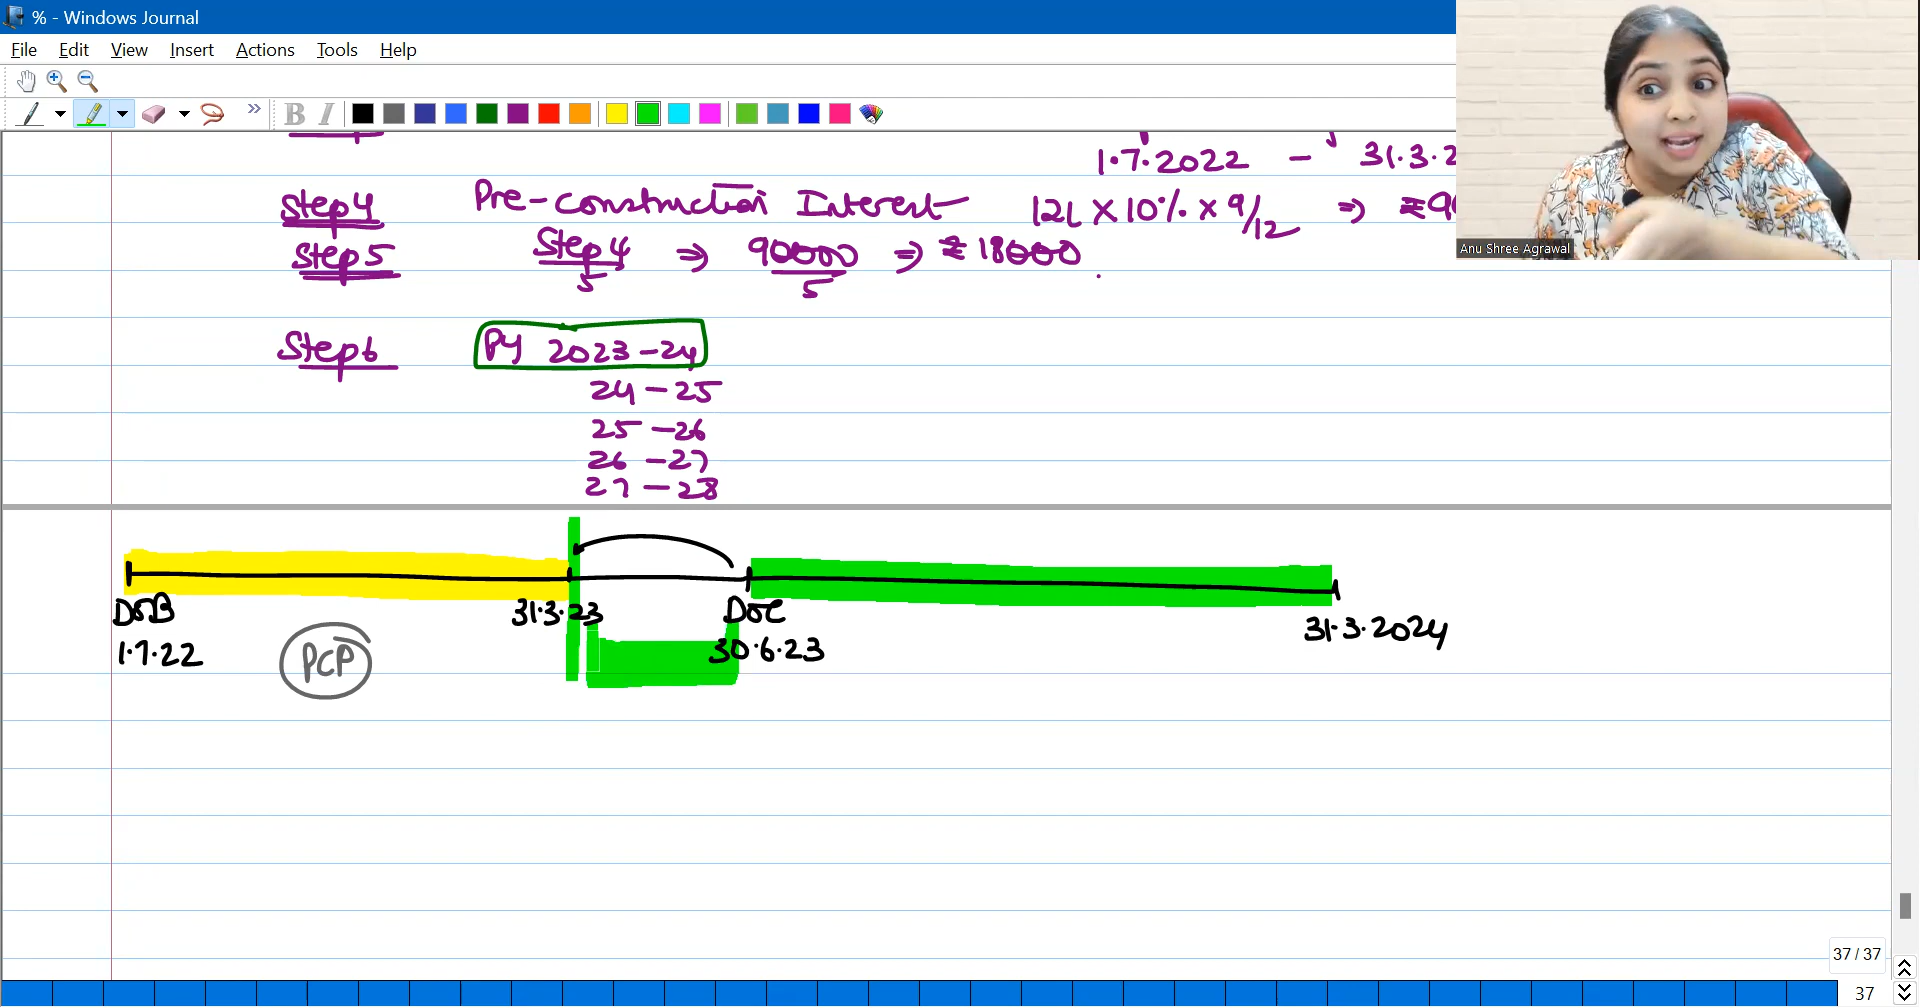 % - Windows Journal
File Edit View Insert Actions Tools Help
B I
Anu Shree Agrawal
1.7.2022 - 31.3.2
Step 4 Pre-construction Interest 12L × 10% × 9/12 ⇒ ₹90
Step 5 Step 4/5 ⇒ 90000/5 ⇒ ₹ 18000
Step 6 PY 2023-24
24-25
25-26
26-27
27-28
DOB 31.3.23 DOC 31.3.2024
1.7.22 PCP 30.6.23
37 / 37
37